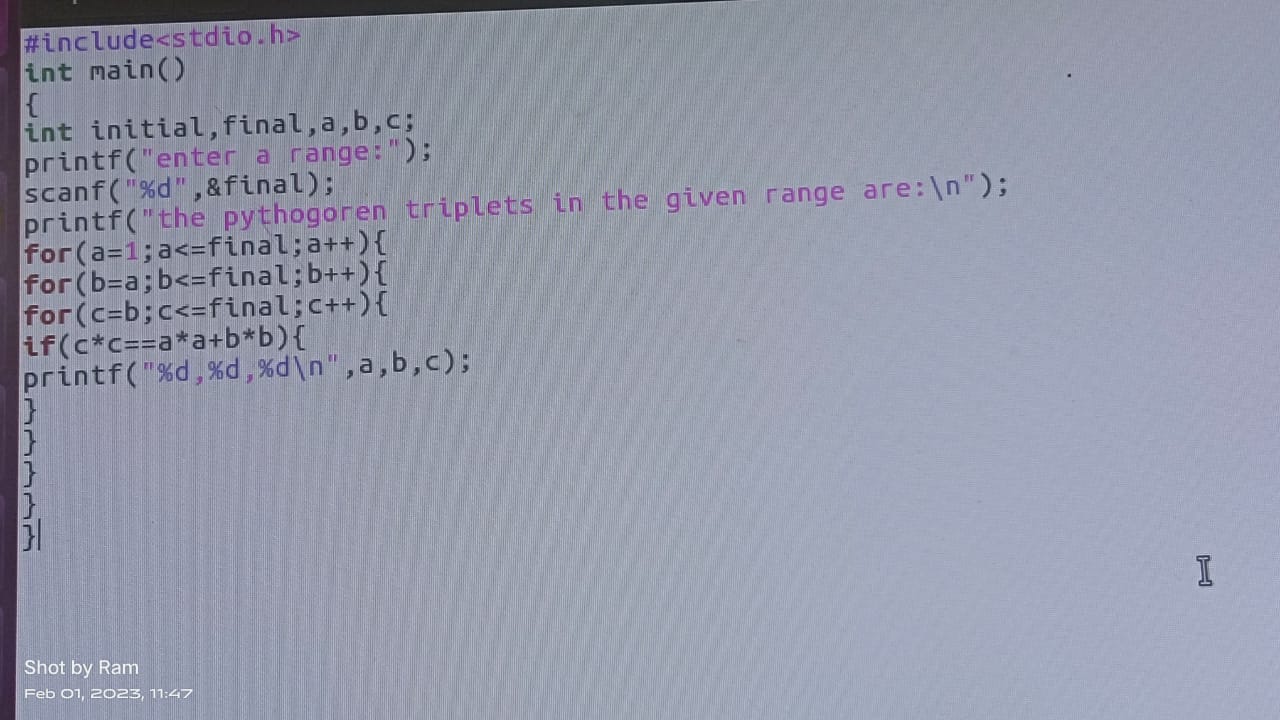 #include<stdio.h>
int main()
{
int initial,final,a,b,c;
printf("enter a range:");
scanf("%d",&final);
printf("the pythogoren triplets in the given range are:\n");
for(a=1;a<=final;a++){
for(b=a;b<=final;b++){
for(c=b;c<=final;c++){
if(c*c==a*a+b*b){
printf("%d,%d,%d\n",a,b,c);
}
}
}
}
}
Shot by Ram
Feb 01, 2023, 11:47